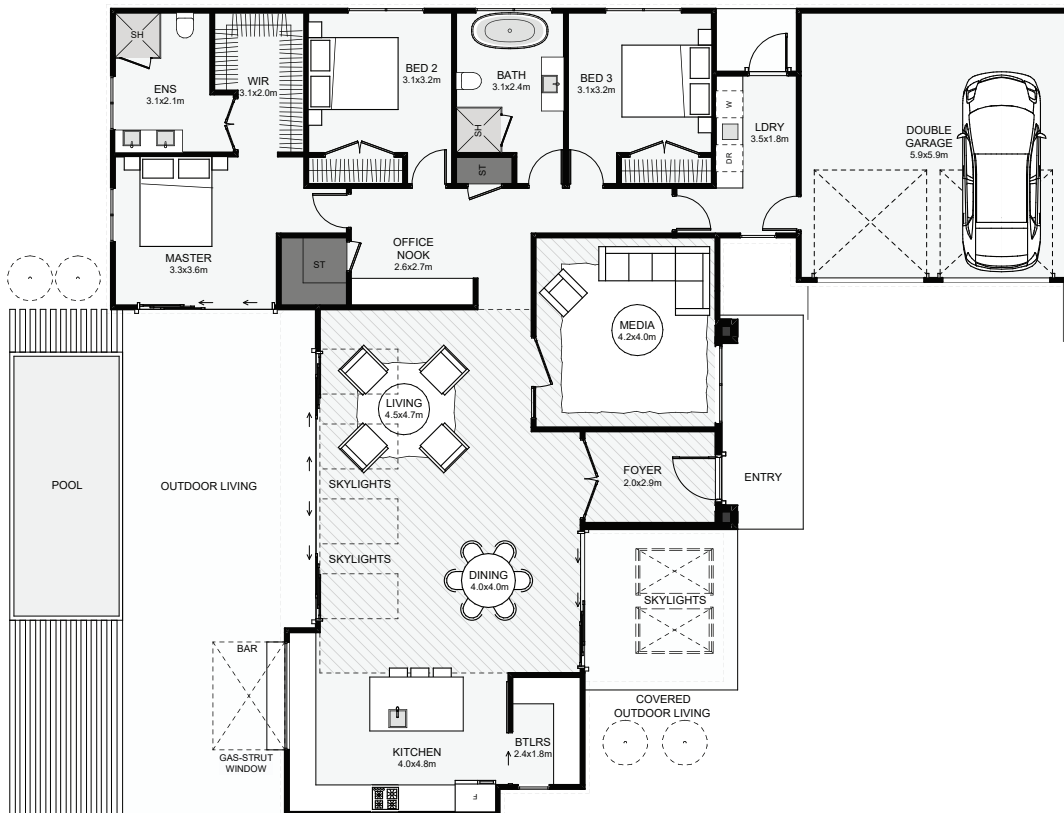 SH
ENS
3.1x2.1m
WIR
3.1x2.0m
BED 2
3.1x3.2m
BATH
3.1x2.4m
SH
BED 3
3.1x3.2m
W
DR
LDRY
3.5x1.8m
DOUBLE
GARAGE
5.9x5.9m
ST
MASTER
3.3x3.6m
ST
OFFICE
NOOK
2.6x2.7m
MEDIA
4.2x4.0m
LIVING
4.5x4.7m
POOL
OUTDOOR LIVING
SKYLIGHTS
FOYER
2.0x2.9m
ENTRY
SKYLIGHTS
DINING
4.0x4.0m
SKYLIGHTS
BAR
COVERED
OUTDOOR LIVING
GAS-STRUT
WINDOW
KITCHEN
4.0x4.8m
BTLRS
2.4x1.8m
F